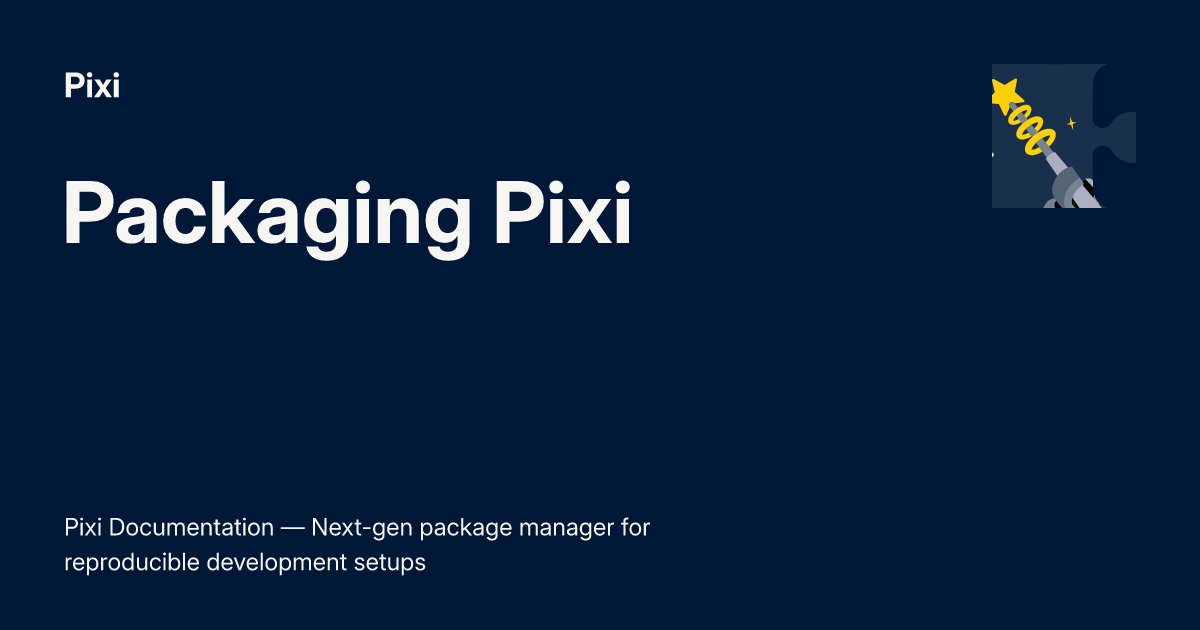 Pixi
Packaging Pixi
Pixi Documentation — Next-gen package manager for
reproducible development setups